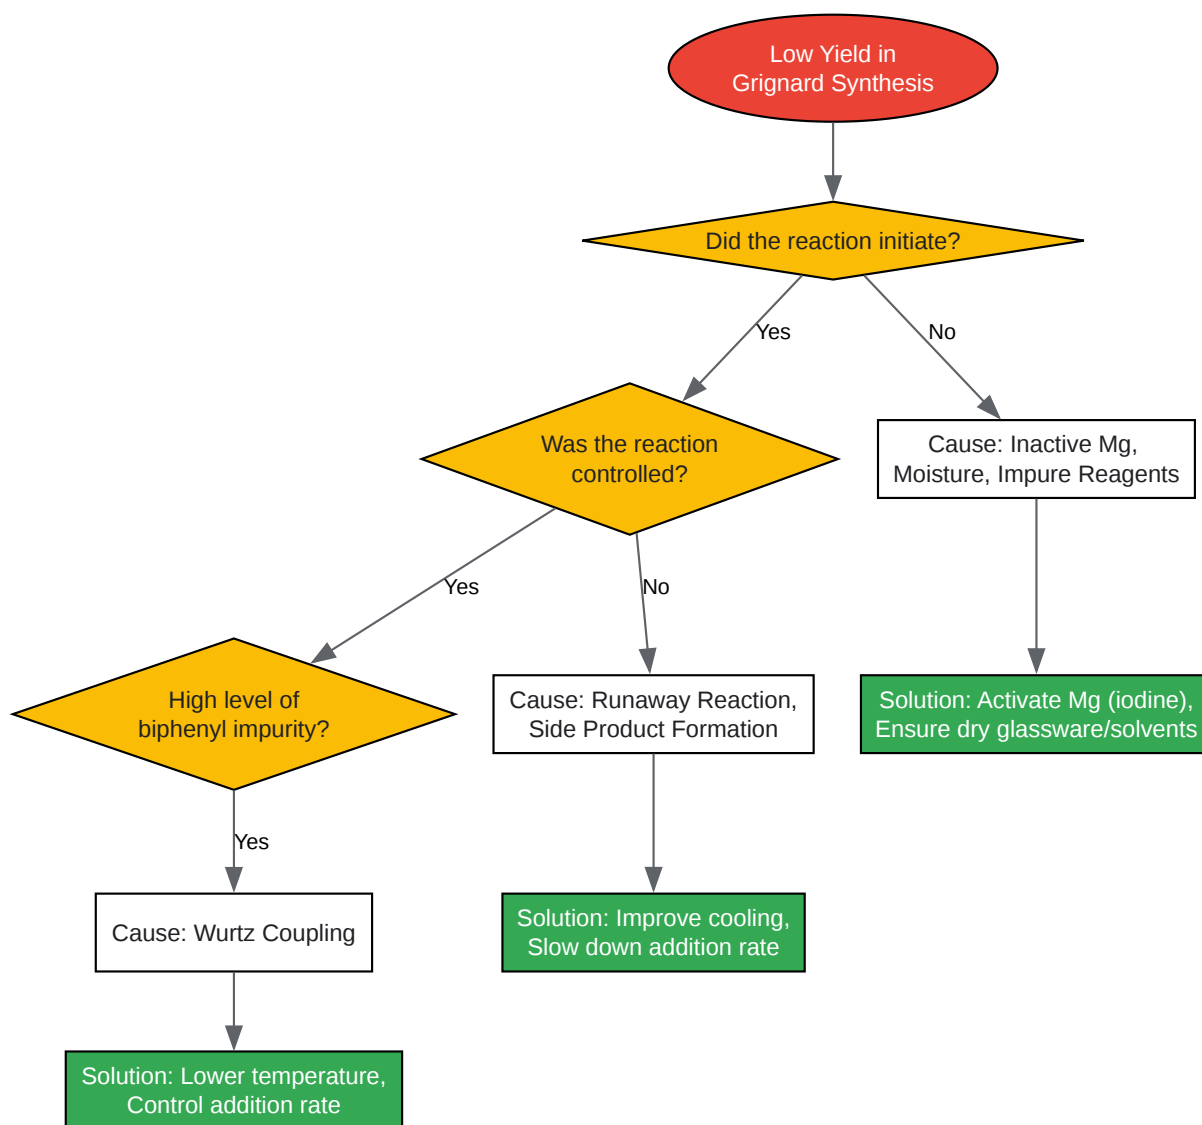 Low Yield in
Grignard Synthesis
Did the reaction initiate?
Yes
No
Was the reaction
controlled?
Cause: Inactive Mg,
Moisture, Impure Reagents
Yes
No
High level of
biphenyl impurity?
Cause: Runaway Reaction,
Side Product Formation
Solution: Activate Mg (iodine),
Ensure dry glassware/solvents
Yes
Cause: Wurtz Coupling
Solution: Improve cooling,
Slow down addition rate
Solution: Lower temperature,
Control addition rate